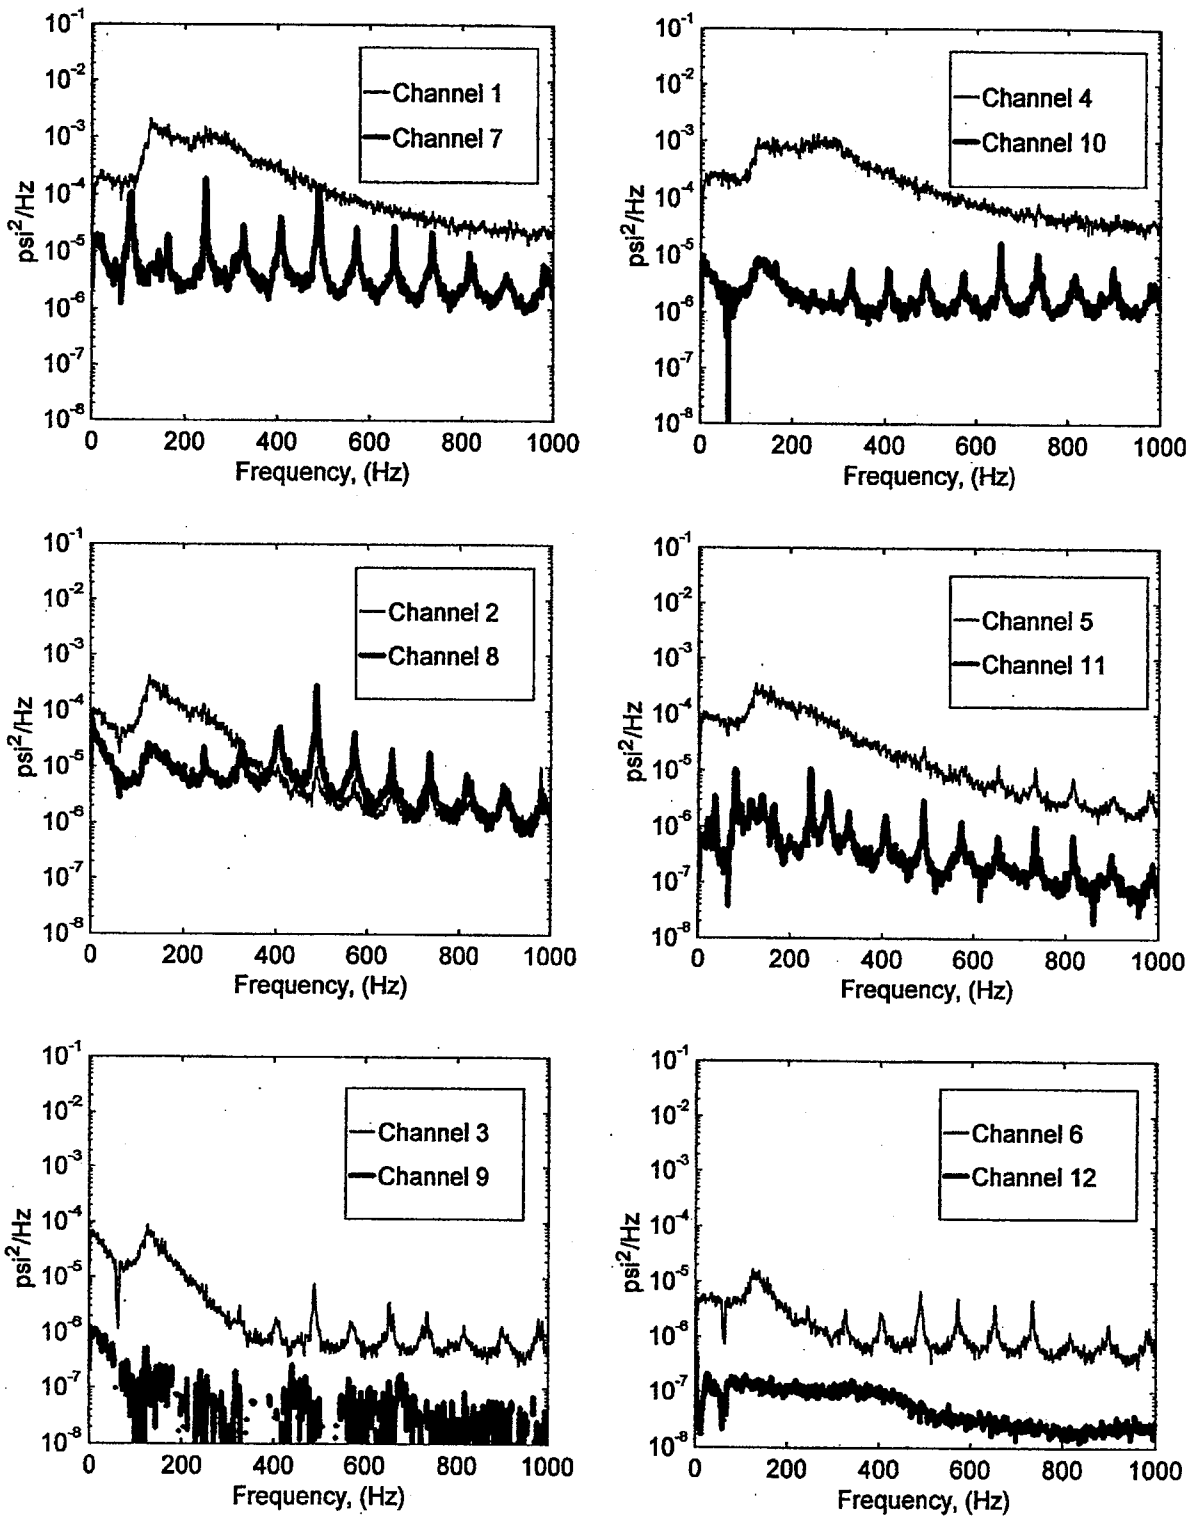 10⁻¹
10⁻²
10⁻³
10⁻⁴
10⁻⁵
10⁻⁶
10⁻⁷
10⁻⁸
psi²/Hz
Channel 1
Channel 7
0 200 400 600 800 1000
Frequency, (Hz)
10⁻¹
10⁻²
10⁻³
10⁻⁴
10⁻⁵
10⁻⁶
10⁻⁷
10⁻⁸
psi²/Hz
Channel 4
Channel 10
0 200 400 600 800 1000
Frequency, (Hz)
10⁻¹
10⁻²
10⁻³
10⁻⁴
10⁻⁵
10⁻⁶
10⁻⁷
10⁻⁸
psi²/Hz
Channel 2
Channel 8
0 200 400 600 800 1000
Frequency, (Hz)
10⁻¹
10⁻²
10⁻³
10⁻⁴
10⁻⁵
10⁻⁶
10⁻⁷
10⁻⁸
psi²/Hz
Channel 5
Channel 11
0 200 400 600 800 1000
Frequency, (Hz)
10⁻¹
10⁻²
10⁻³
10⁻⁴
10⁻⁵
10⁻⁶
10⁻⁷
10⁻⁸
psi²/Hz
Channel 3
Channel 9
0 200 400 600 800 1000
Frequency, (Hz)
10⁻¹
10⁻²
10⁻³
10⁻⁴
10⁻⁵
10⁻⁶
10⁻⁷
10⁻⁸
psi²/Hz
Channel 6
Channel 12
0 200 400 600 800 1000
Frequency, (Hz)